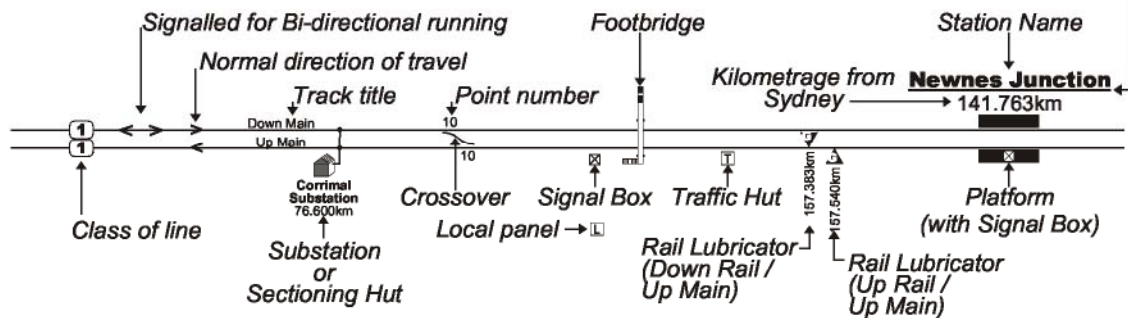 Signalled for Bi-directional running
Footbridge
Station Name
Normal direction of travel
Kilometrage from
Sydney
Newnes Junction
141.763km
Track title
Point number
1
Down Main
10
1
Up Main
10
Corrimal
Substation
76.600km
Crossover
Signal Box
T
Traffic Hut
157.383km
157.540km
Platform
(with Signal Box)
Class of line
Local panel
L
Substation
or
Sectioning Hut
Rail Lubricator
(Down Rail /
Up Main)
Rail Lubricator
(Up Rail /
Up Main)